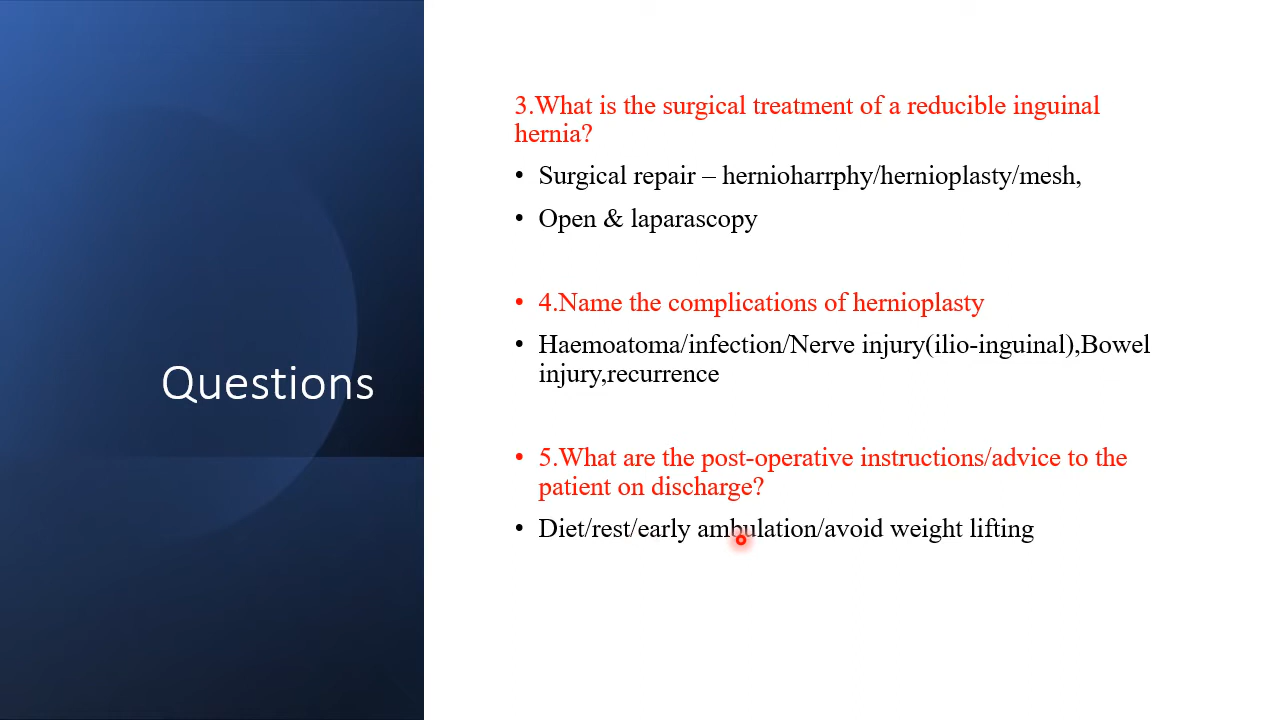 Questions
3.What is the surgical treatment of a reducible inguinal
hernia?
• Surgical repair – hernioharrphy/hernioplasty/mesh,
• Open & laparascopy
• 4.Name the complications of hernioplasty
• Haemoatoma/infection/Nerve injury(ilio-inguinal),Bowel
injury,recurrence
• 5.What are the post-operative instructions/advice to the
patient on discharge?
• Diet/rest/early ambulation/avoid weight lifting